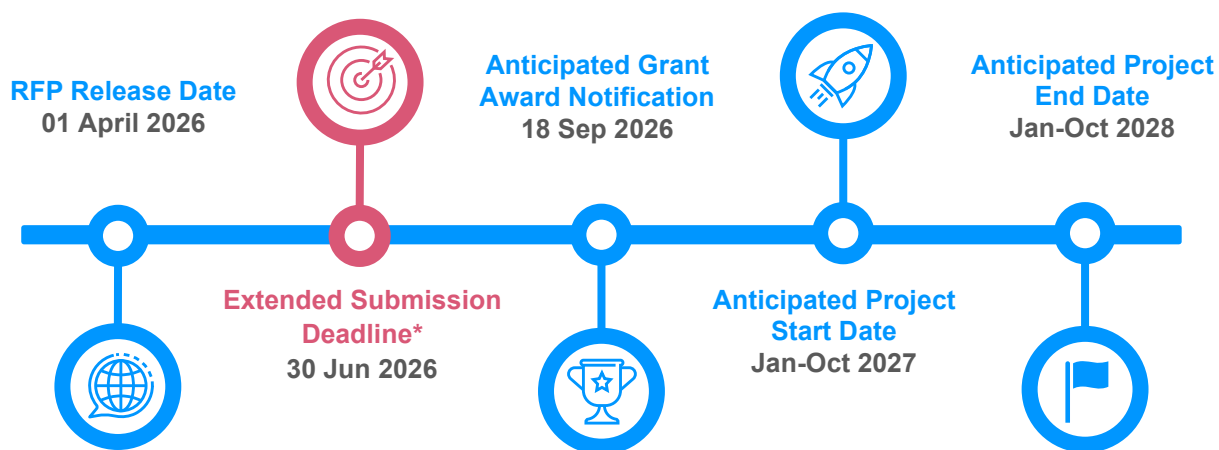 RFP Release Date
01 April 2026
Extended Submission
Deadline*
30 Jun 2026
Anticipated Grant
Award Notification
18 Sep 2026
Anticipated Project
Start Date
Jan-Oct 2027
Anticipated Project
End Date
Jan-Oct 2028